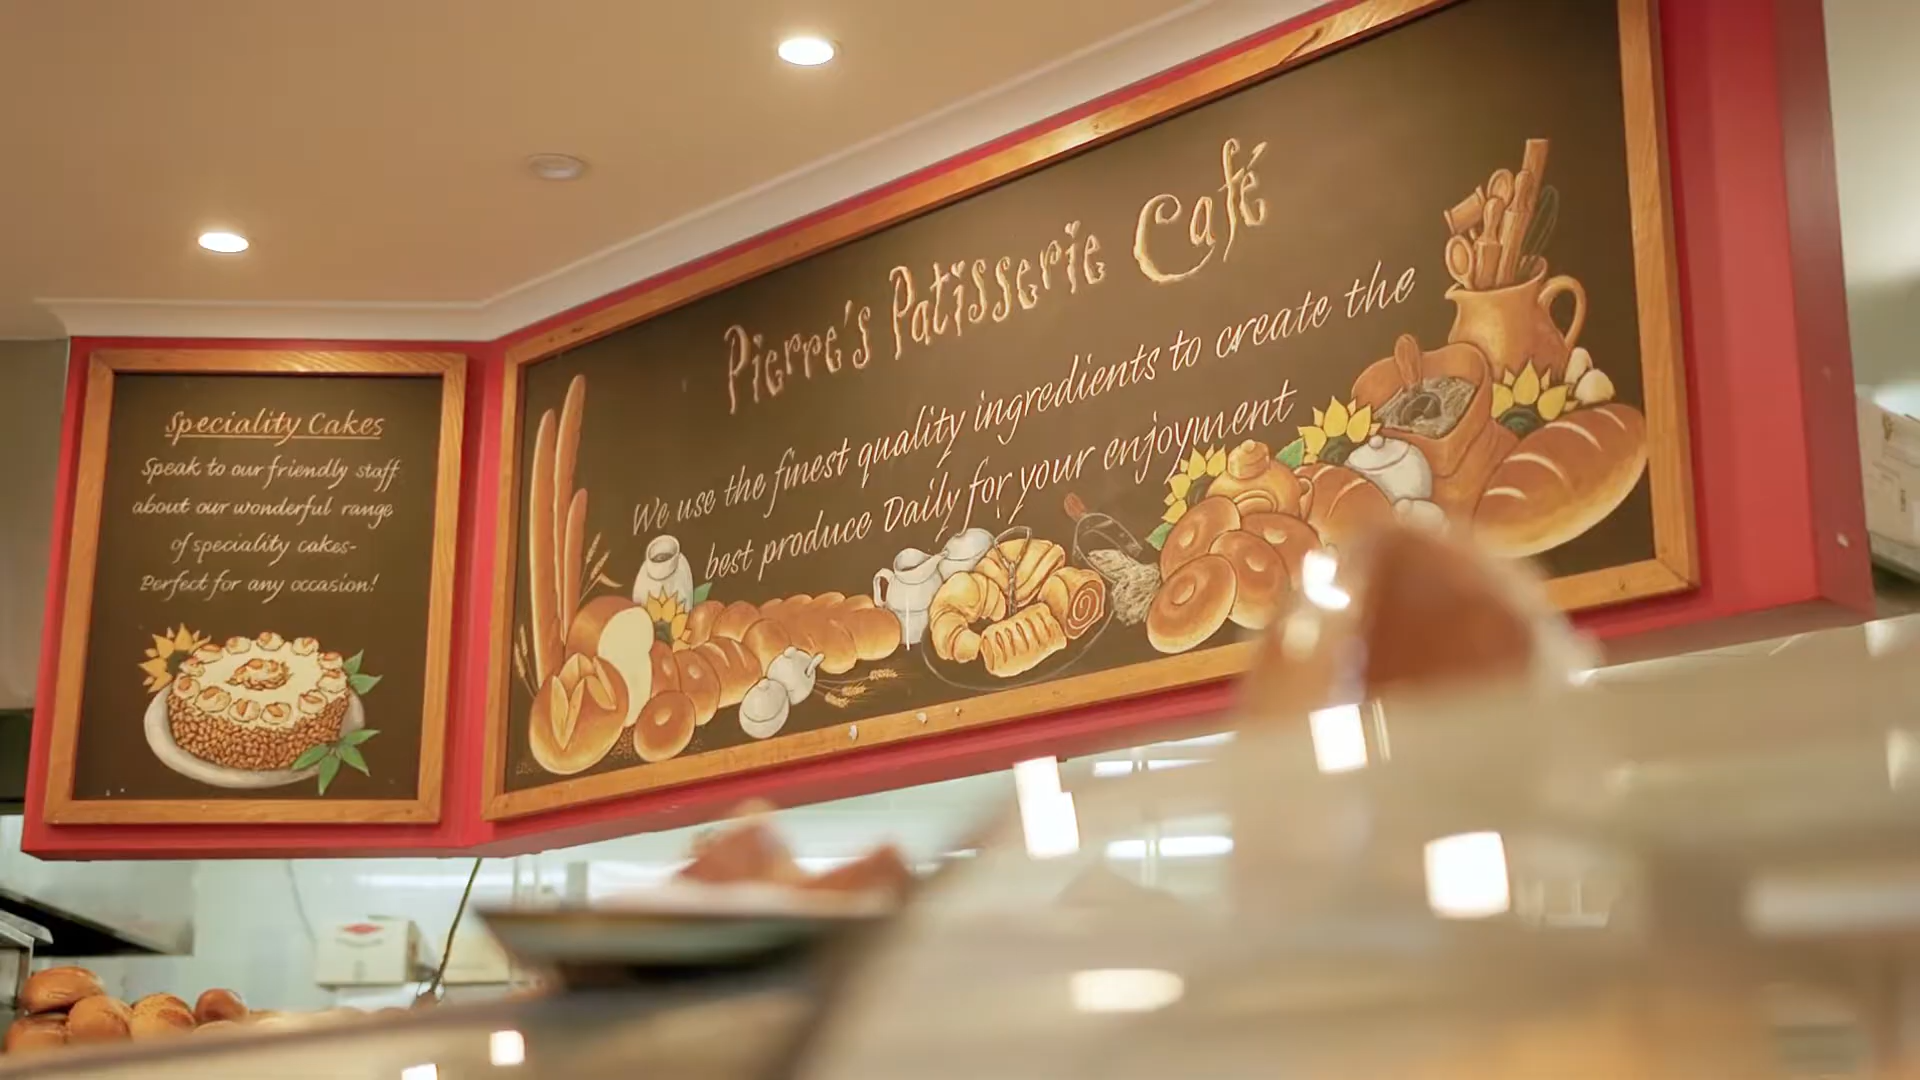 Speciality Cakes
Speak to our friendly staff
about our wonderful range
of speciality cakes-
Perfect for any occasion!
Pierre's Patisserie Café
We use the finest quality ingredients to create the
best produce Daily for your enjoyment